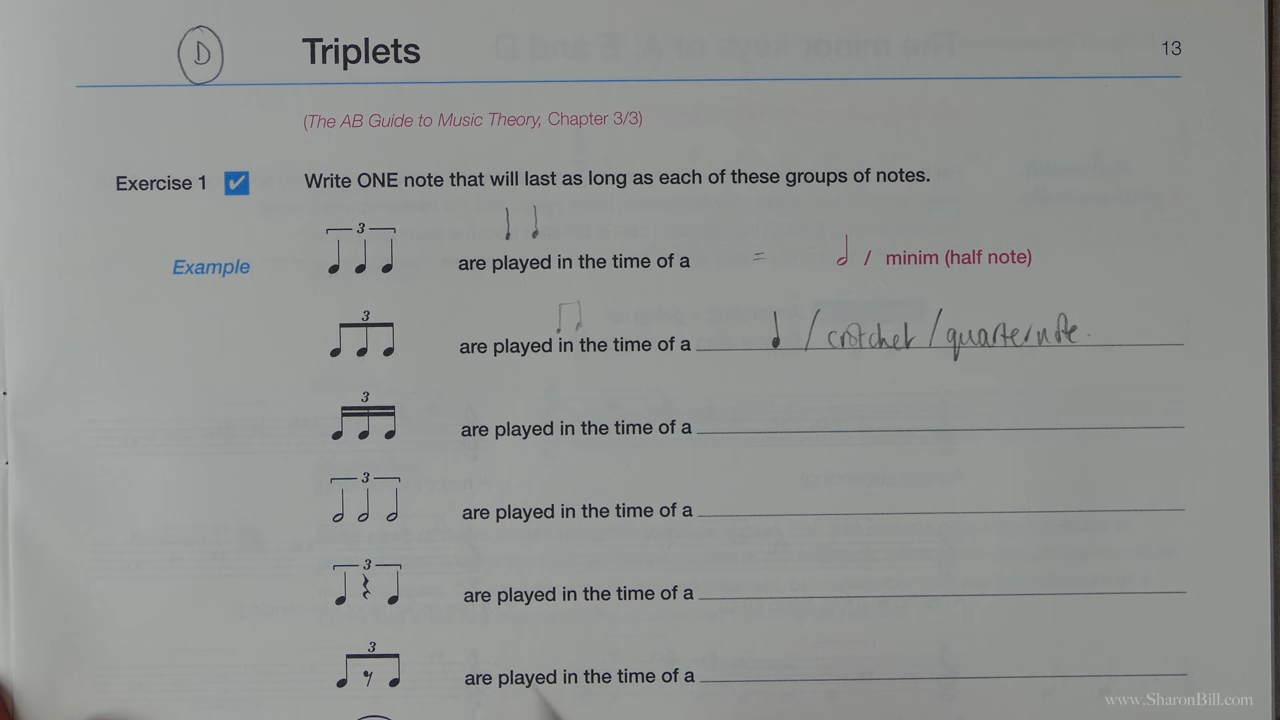 D Triplets 13
(The AB Guide to Music Theory, Chapter 3/3)
Exercise 1 Write ONE note that will last as long as each of these groups of notes.
Example 3 are played in the time of a = / minim (half note)
3 are played in the time of a / crotchet / quarternote.
3 are played in the time of a
3 are played in the time of a
3 are played in the time of a
3 are played in the time of a
www.SharonBill.com